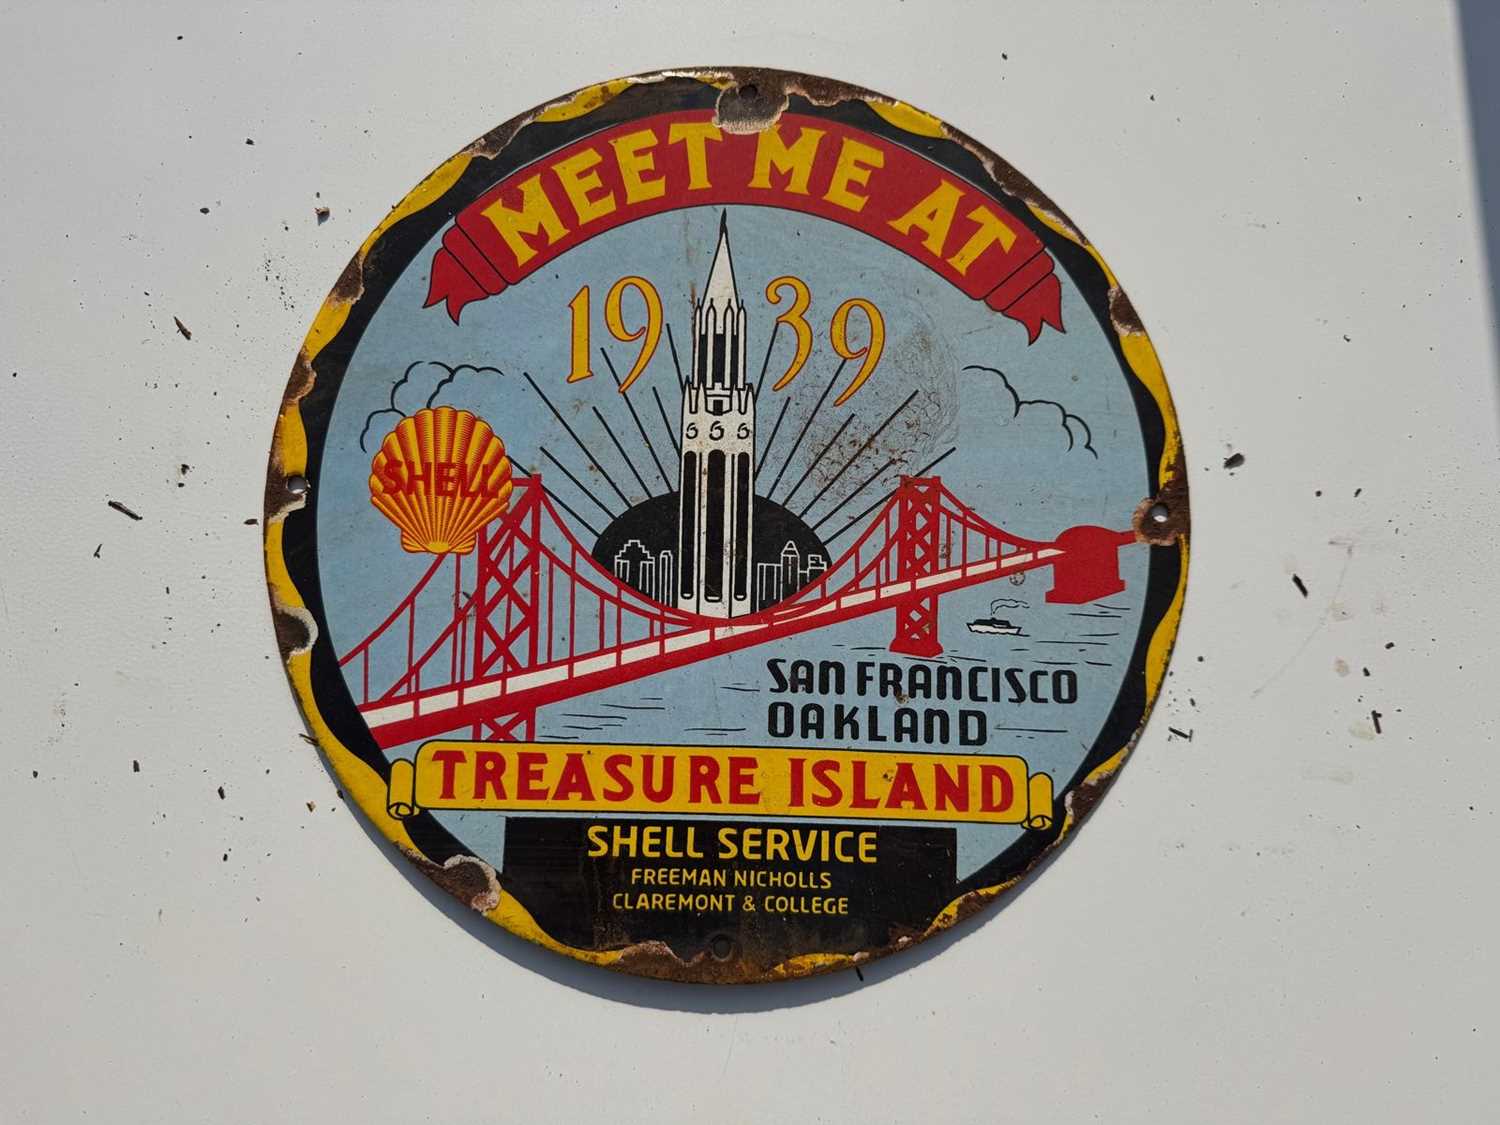 MEET ME AT
1939
SHELL
SAN FRANCISCO
OAKLAND
TREASURE ISLAND
SHELL SERVICE
FREEMAN NICHOLLS
CLAREMONT & COLLEGE